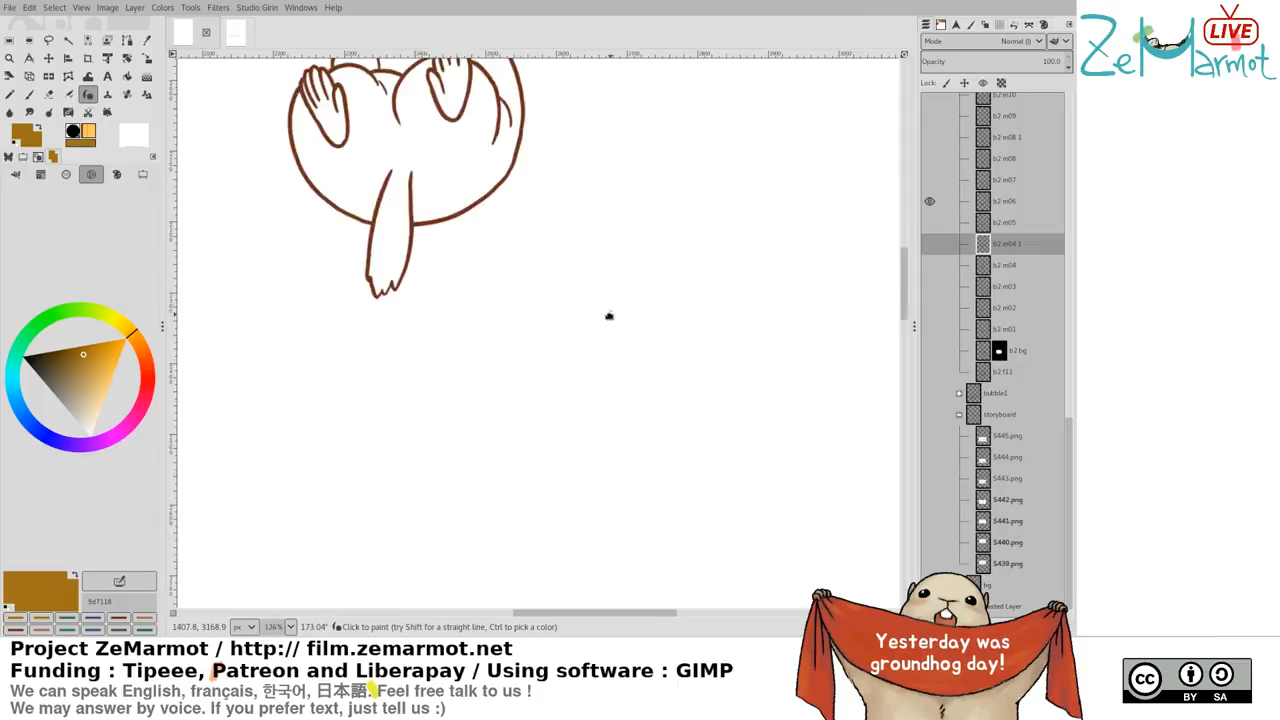 File Edit Select View Image Layer Colors Tools Filters Studio Girin Windows Help
LIVE
ZeMarmot
Mode Normal (l)
Opacity 100.0
Lock:
b2 m10
b2 m09
b2 m08 1
b2 m08
b2 m07
b2 m06
b2 m05
b2 m04 1
b2 m04
b2 m03
b2 m02
b2 m01
b2 bg
b2 f11
bubble1
storyboard
S445.png
S444.png
S443.png
S442.png
S441.png
S440.png
S439.png
bg
9d7118
1407.8, 3168.9 px 126% 173.04° Click to paint (try Shift for a straight line, Ctrl to pick a color)
Project ZeMarmot / http:// film.zemarmot.net
Funding : Tipeee, Patreon and Liberapay / Using software : GIMP
We can speak English, français, 한국어, 日本語. Feel free talk to us !
We may answer by voice. If you prefer text, just tell us :)
Yesterday was
groundhog day!
cc
BY SA